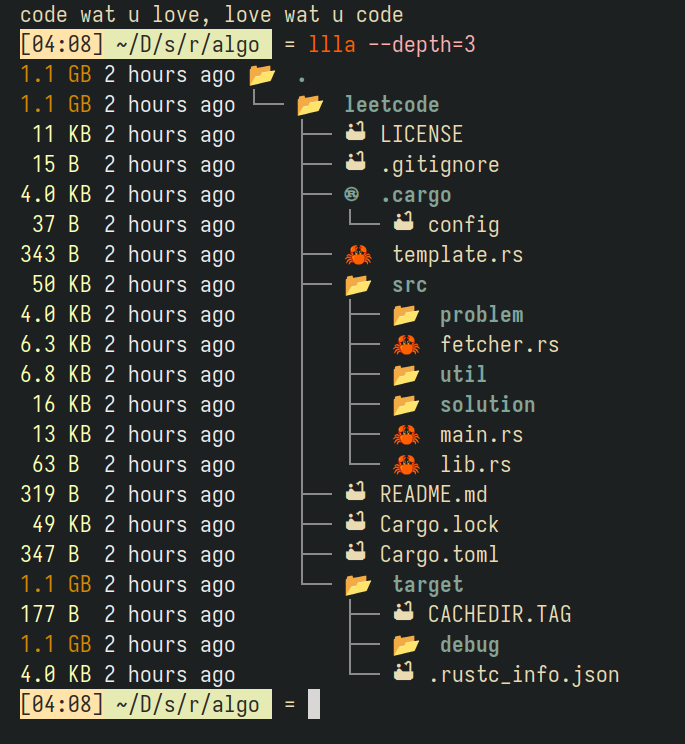 code wat u love, love wat u code
[04:08] ~/D/s/r/algo = llla --depth=3
1.1 GB 2 hours ago .
1.1 GB 2 hours ago leetcode
11 KB 2 hours ago LICENSE
15 B 2 hours ago .gitignore
4.0 KB 2 hours ago .cargo
37 B 2 hours ago config
343 B 2 hours ago template.rs
50 KB 2 hours ago src
4.0 KB 2 hours ago problem
6.3 KB 2 hours ago fetcher.rs
6.8 KB 2 hours ago util
16 KB 2 hours ago solution
13 KB 2 hours ago main.rs
63 B 2 hours ago lib.rs
319 B 2 hours ago README.md
49 KB 2 hours ago Cargo.lock
347 B 2 hours ago Cargo.toml
1.1 GB 2 hours ago target
177 B 2 hours ago CACHEDIR.TAG
1.1 GB 2 hours ago debug
4.0 KB 2 hours ago .rustc_info.json
[04:08] ~/D/s/r/algo =